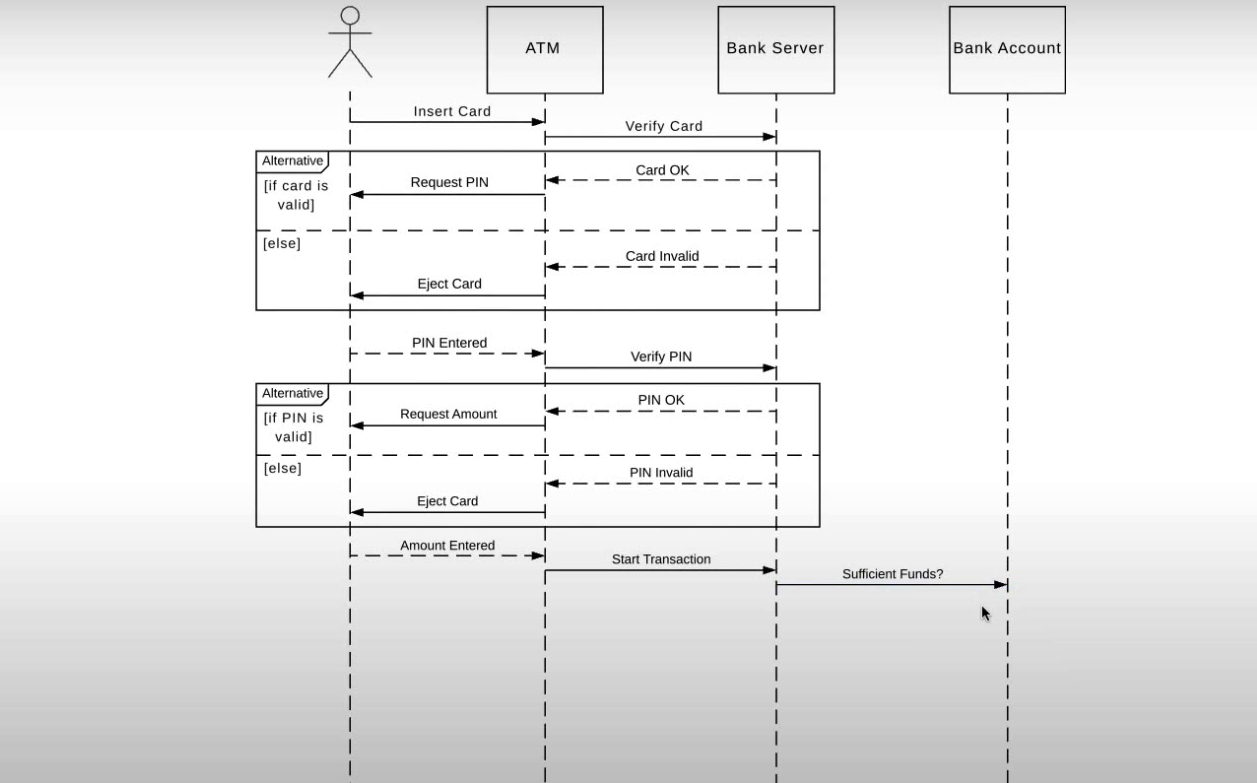 ATM
Bank Server
Bank Account
Insert Card
Verify Card
Alternative
[if card is
valid]
Card OK
Request PIN
[else]
Card Invalid
Eject Card
PIN Entered
Verify PIN
Alternative
[if PIN is
valid]
PIN OK
Request Amount
[else]
PIN Invalid
Eject Card
Amount Entered
Start Transaction
Sufficient Funds?